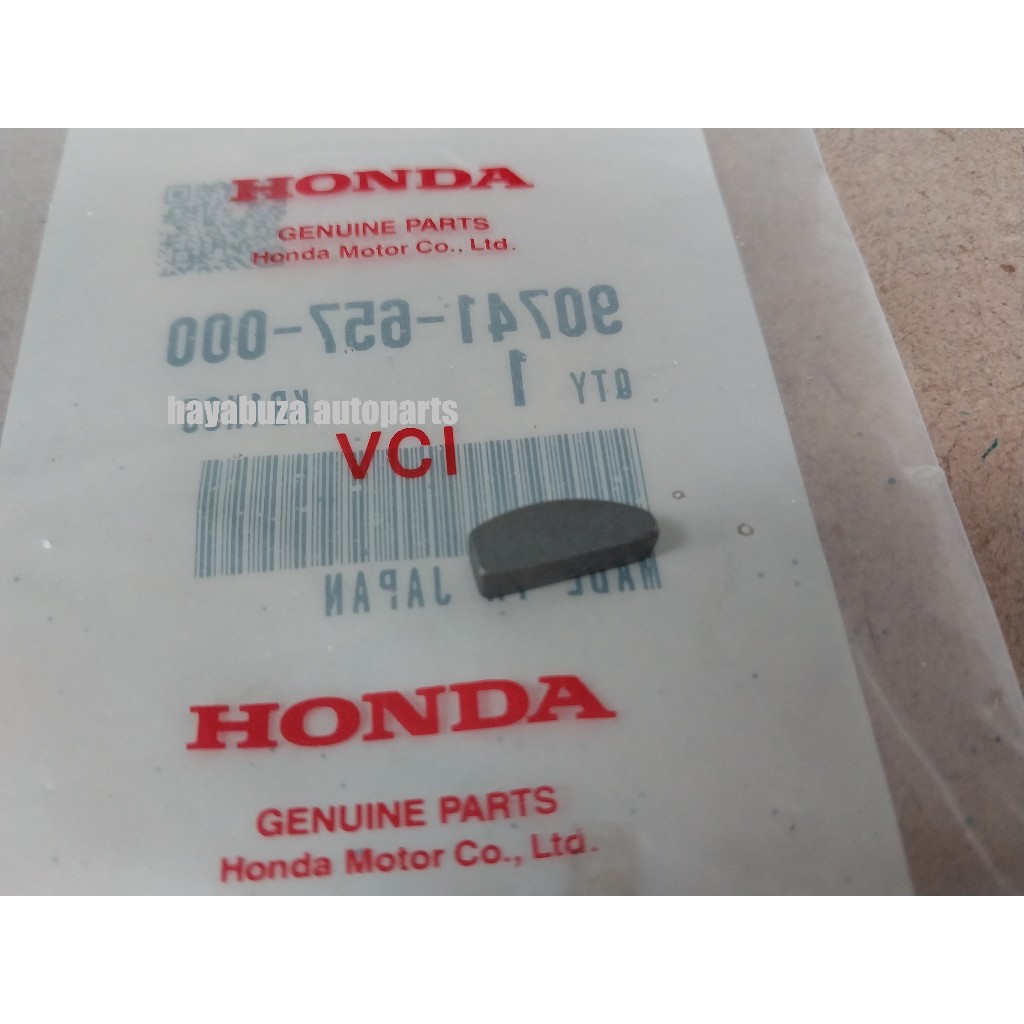 HONDA
GENUINE PARTS
Honda Motor Co., Ltd.
90741-657-000
QTY 1
hayabuza autoparts
VCI
MADE IN JAPAN
HONDA
GENUINE PARTS
Honda Motor Co., Ltd.